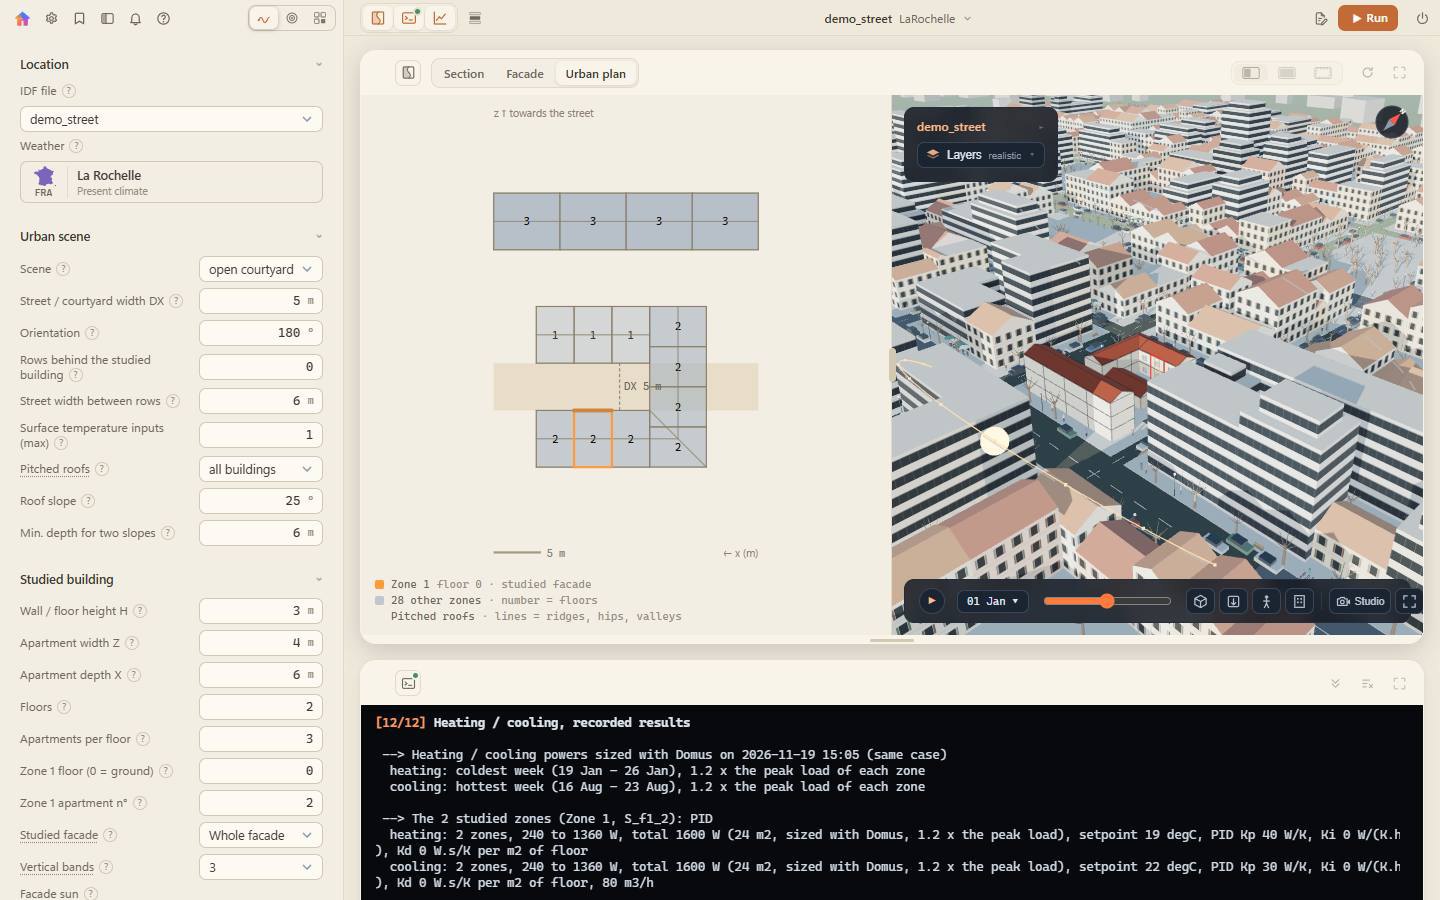 demo_street LaRochelle
Run
Location
IDF file ?
demo_street
Weather ?
FRA
La Rochelle
Present climate
Urban scene
Scene ? open courtyard
Street / courtyard width DX ? 5 m
Orientation ? 180 °
Rows behind the studied
building ? 0
Street width between rows ? 6 m
Surface temperature inputs
(max) ? 1
Pitched roofs ? all buildings
Roof slope ? 25 °
Min. depth for two slopes ? 6 m
Studied building
Wall / floor height H ? 3 m
Apartment width Z ? 4 m
Apartment depth X ? 6 m
Floors ? 2
Apartments per floor ? 3
Zone 1 floor (0 = ground) ? 0
Zone 1 apartment n° ? 2
Studied facade ? Whole facade
Vertical bands ? 3
Facade sun ?
Section Facade Urban plan
z ↑ towards the street
3 3 3 3
1 1 1 2
2
DX 5 m
2
2 2 2 2
5 m
← x (m)
Zone 1 floor 0 · studied facade
28 other zones · number = floors
Pitched roofs · lines = ridges, hips, valleys
demo_street
Layers realistic
N
01 Jan ▾
Studio
[12/12] Heating / cooling, recorded results
––> Heating / cooling powers sized with Domus on 2026–11–19 15:05 (same case)
heating: coldest week (19 Jan – 26 Jan), 1.2 x the peak load of each zone
cooling: hottest week (16 Aug – 23 Aug), 1.2 x the peak load of each zone
––> The 2 studied zones (Zone 1, S_f1_2): PID
heating: 2 zones, 240 to 1360 W, total 1600 W (24 m2, sized with Domus, 1.2 x the peak load), setpoint 19 degC, PID Kp 40 W/K, Ki 0 W/(K.h
), Kd 0 W.s/K per m2 of floor
cooling: 2 zones, 240 to 1360 W, total 1600 W (24 m2, sized with Domus, 1.2 x the peak load), setpoint 22 degC, PID Kp 30 W/K, Ki 0 W/(K.h
), Kd 0 W.s/K per m2 of floor, 80 m3/h